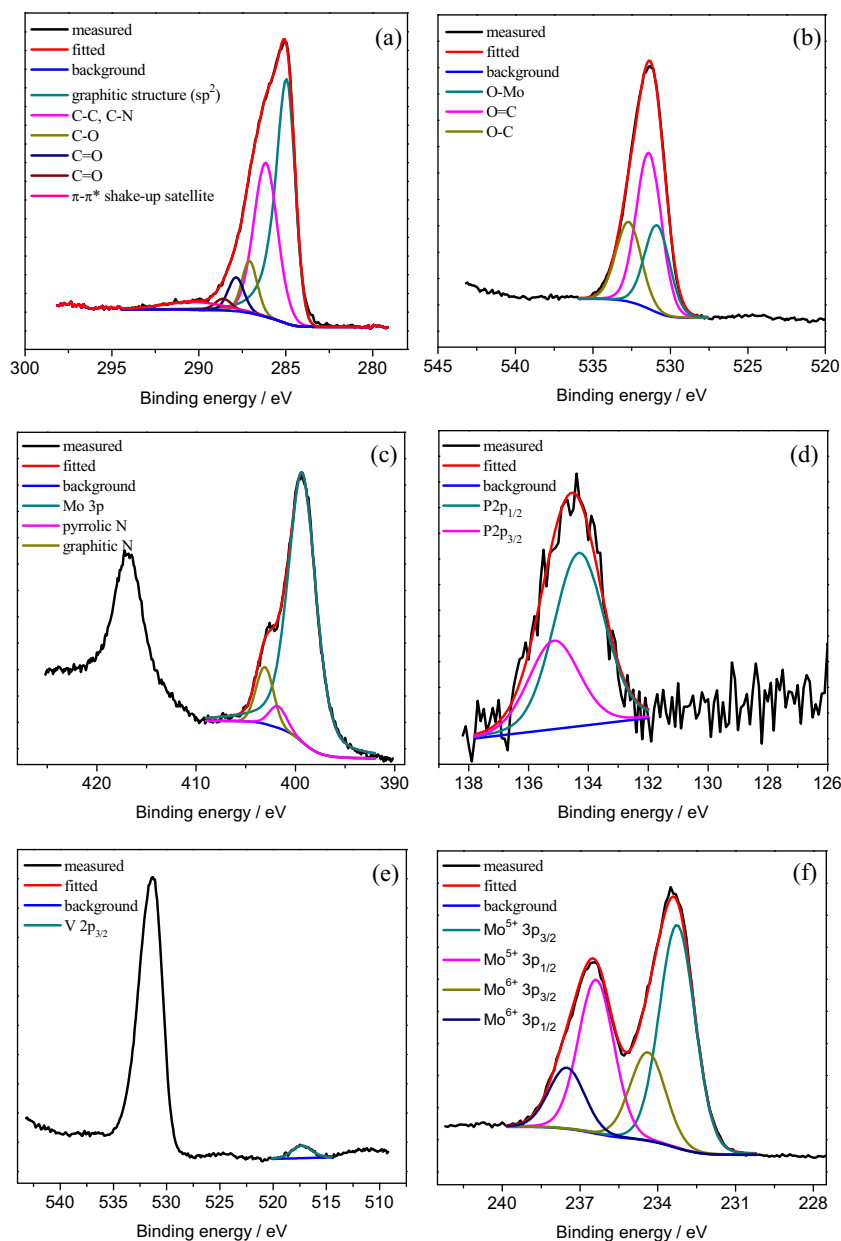 (a)
measured
fitted
background
graphitic structure (sp²)
C-C, C-N
C-O
C=O
C=O
π-π* shake-up satellite
300 295 290 285 280
Binding energy / eV
(b)
measured
fitted
background
O-Mo
O=C
O-C
545 540 535 530 525 520
Binding energy / eV
(c)
measured
fitted
background
Mo 3p
pyrrolic N
graphitic N
420 410 400 390
Binding energy / eV
(d)
measured
fitted
background
P2p₁/₂
P2p₃/₂
138 136 134 132 130 128 126
Binding energy / eV
(e)
measured
fitted
background
V 2p₃/₂
540 530 520 510
Binding energy / eV
(f)
measured
fitted
background
Mo⁵⁺ 3p₃/₂
Mo⁵⁺ 3p₁/₂
Mo⁶⁺ 3p₃/₂
Mo⁶⁺ 3p₁/₂
240 237 234 231 228
Binding energy / eV